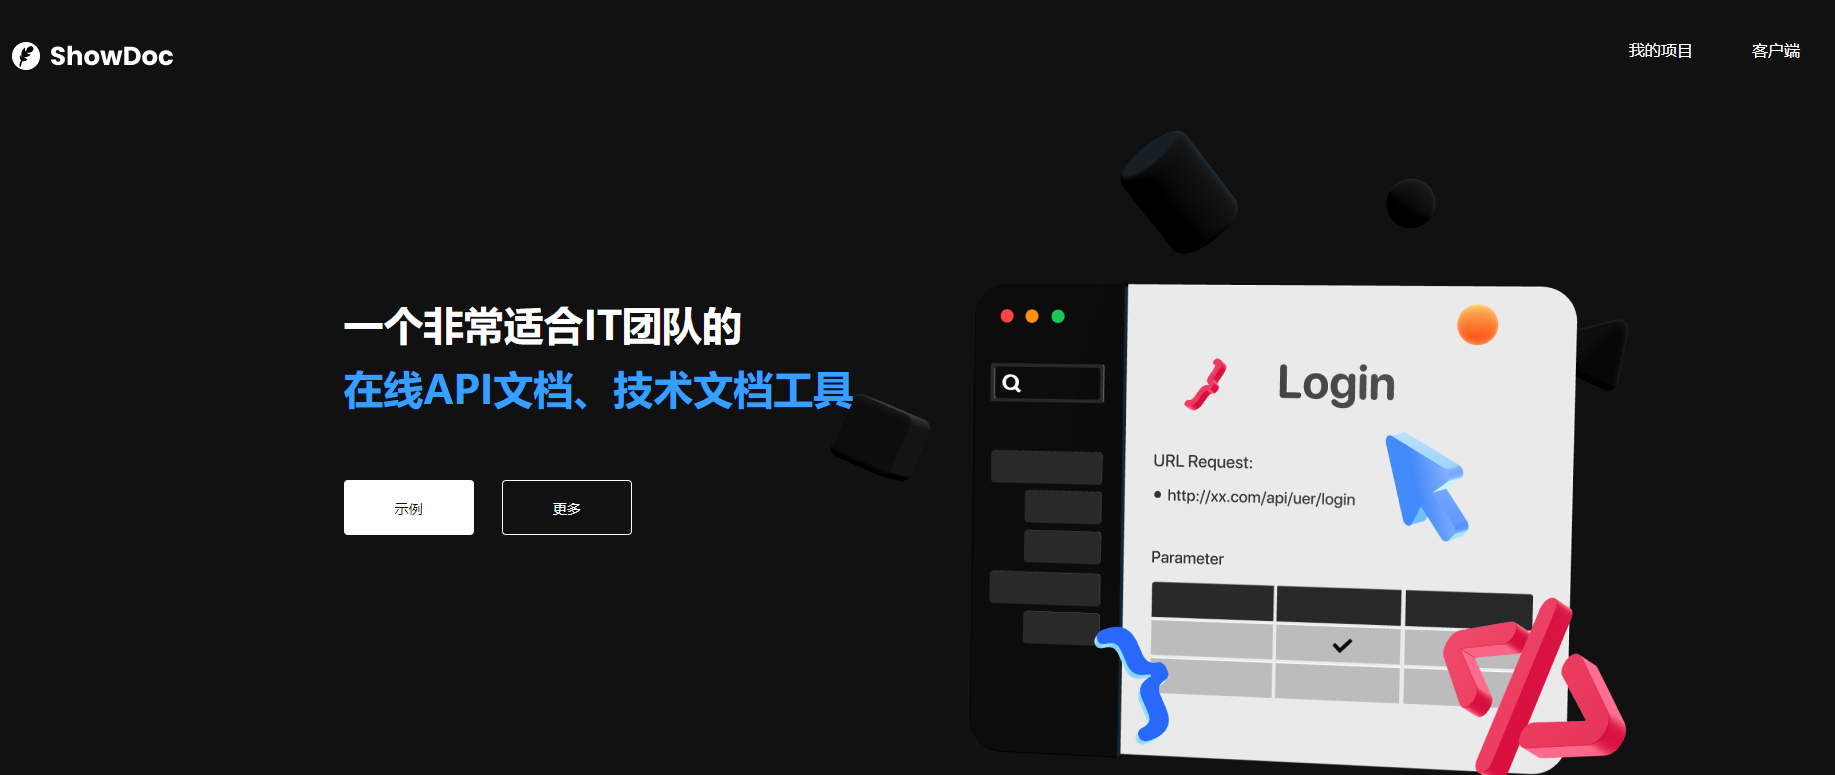 ShowDoc
我的项目
客户端
一个非常适合IT团队的
在线API文档、技术文档工具
示例
更多
Login
URL Request:
http://xx.com/api/uer/login
Parameter